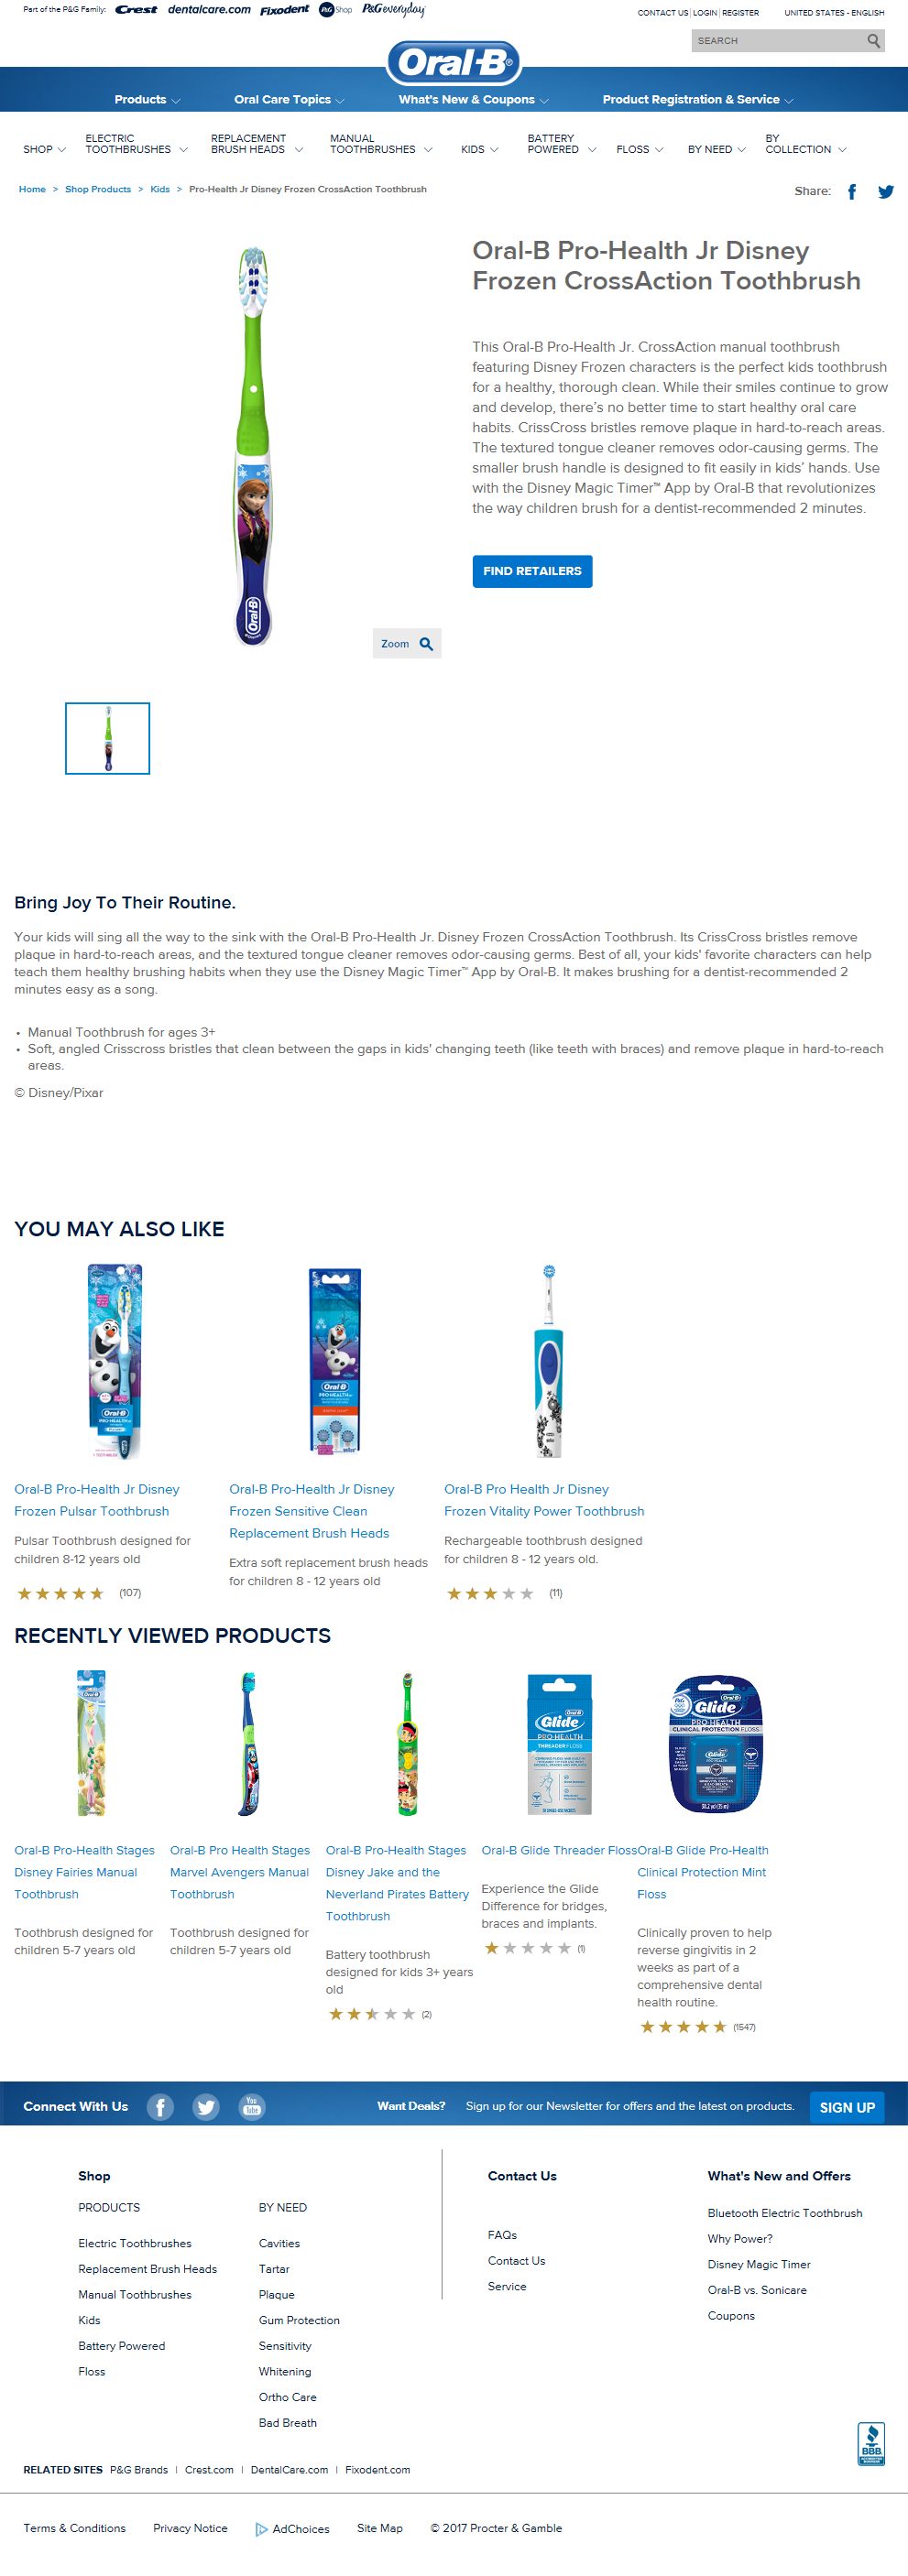 Part of the P&G Family: Crest dentalcare.com Fixodent P&G Shop P&G everyday
CONTACT US | LOGIN | REGISTER UNITED STATES - ENGLISH
SEARCH
Oral-B®
Products Oral Care Topics What's New & Coupons Product Registration & Service
SHOP ELECTRIC TOOTHBRUSHES REPLACEMENT BRUSH HEADS MANUAL TOOTHBRUSHES KIDS BATTERY POWERED FLOSS BY NEED BY COLLECTION
Home > Shop Products > Kids > Pro-Health Jr Disney Frozen CrossAction Toothbrush
Share:
Oral-B Pro-Health Jr Disney
Frozen CrossAction Toothbrush
This Oral-B Pro-Health Jr. CrossAction manual toothbrush
featuring Disney Frozen characters is the perfect kids toothbrush
for a healthy, thorough clean. While their smiles continue to grow
and develop, there's no better time to start healthy oral care
habits. CrissCross bristles remove plaque in hard-to-reach areas.
The textured tongue cleaner removes odor-causing germs. The
smaller brush handle is designed to fit easily in kids' hands. Use
with the Disney Magic Timer™ App by Oral-B that revolutionizes
the way children brush for a dentist-recommended 2 minutes.
FIND RETAILERS
Oral-B
Zoom
Bring Joy To Their Routine.
Your kids will sing all the way to the sink with the Oral-B Pro-Health Jr. Disney Frozen CrossAction Toothbrush. Its CrissCross bristles remove
plaque in hard-to-reach areas, and the textured tongue cleaner removes odor-causing germs. Best of all, your kids' favorite characters can help
teach them healthy brushing habits when they use the Disney Magic Timer™ App by Oral-B. It makes brushing for a dentist-recommended 2
minutes easy as a song.
• Manual Toothbrush for ages 3+
• Soft, angled Crisscross bristles that clean between the gaps in kids' changing teeth (like teeth with braces) and remove plaque in hard-to-reach
areas.
© Disney/Pixar
YOU MAY ALSO LIKE
Oral-B
PRO-HEALTH
Oral-B
PRO-HEALTH
Oral-B Pro-Health Jr Disney
Frozen Pulsar Toothbrush
Pulsar Toothbrush designed for
children 8-12 years old
(107)
Oral-B Pro-Health Jr Disney
Frozen Sensitive Clean
Replacement Brush Heads
Extra soft replacement brush heads
for children 8 - 12 years old
Oral-B Pro Health Jr Disney
Frozen Vitality Power Toothbrush
Rechargeable toothbrush designed
for children 8 - 12 years old.
(11)
RECENTLY VIEWED PRODUCTS
Oral-B
Oral-B
Glide
PRO-HEALTH
THREADER FLOSS
Oral-B
Glide
PRO-HEALTH
CLINICAL PROTECTION FLOSS
Glide
Oral-B Pro-Health Stages
Disney Fairies Manual
Toothbrush
Toothbrush designed for
children 5-7 years old
Oral-B Pro Health Stages
Marvel Avengers Manual
Toothbrush
Toothbrush designed for
children 5-7 years old
Oral-B Pro-Health Stages
Disney Jake and the
Neverland Pirates Battery
Toothbrush
Battery toothbrush
designed for kids 3+ years
old
(2)
Oral-B Glide Threader Floss
Experience the Glide
Difference for bridges,
braces and implants.
(1)
Oral-B Glide Pro-Health
Clinical Protection Mint
Floss
Clinically proven to help
reverse gingivitis in 2
weeks as part of a
comprehensive dental
health routine.
(1547)
Connect With Us You Tube Want Deals? Sign up for our Newsletter for offers and the latest on products. SIGN UP
Shop
PRODUCTS
Electric Toothbrushes
Replacement Brush Heads
Manual Toothbrushes
Kids
Battery Powered
Floss
BY NEED
Cavities
Tartar
Plaque
Gum Protection
Sensitivity
Whitening
Ortho Care
Bad Breath
Contact Us
FAQs
Contact Us
Service
What's New and Offers
Bluetooth Electric Toothbrush
Why Power?
Disney Magic Timer
Oral-B vs. Sonicare
Coupons
BBB
RELATED SITES P&G Brands | Crest.com | DentalCare.com | Fixodent.com
Terms & Conditions Privacy Notice AdChoices Site Map © 2017 Procter & Gamble